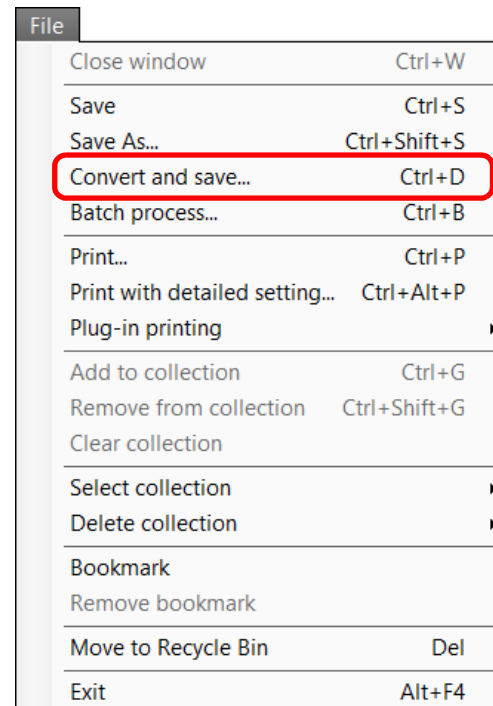 File
Close window Ctrl+W
Save Ctrl+S
Save As... Ctrl+Shift+S
Convert and save... Ctrl+D
Batch process... Ctrl+B
Print... Ctrl+P
Print with detailed setting... Ctrl+Alt+P
Plug-in printing
Add to collection Ctrl+G
Remove from collection Ctrl+Shift+G
Clear collection
Select collection
Delete collection
Bookmark
Remove bookmark
Move to Recycle Bin Del
Exit Alt+F4